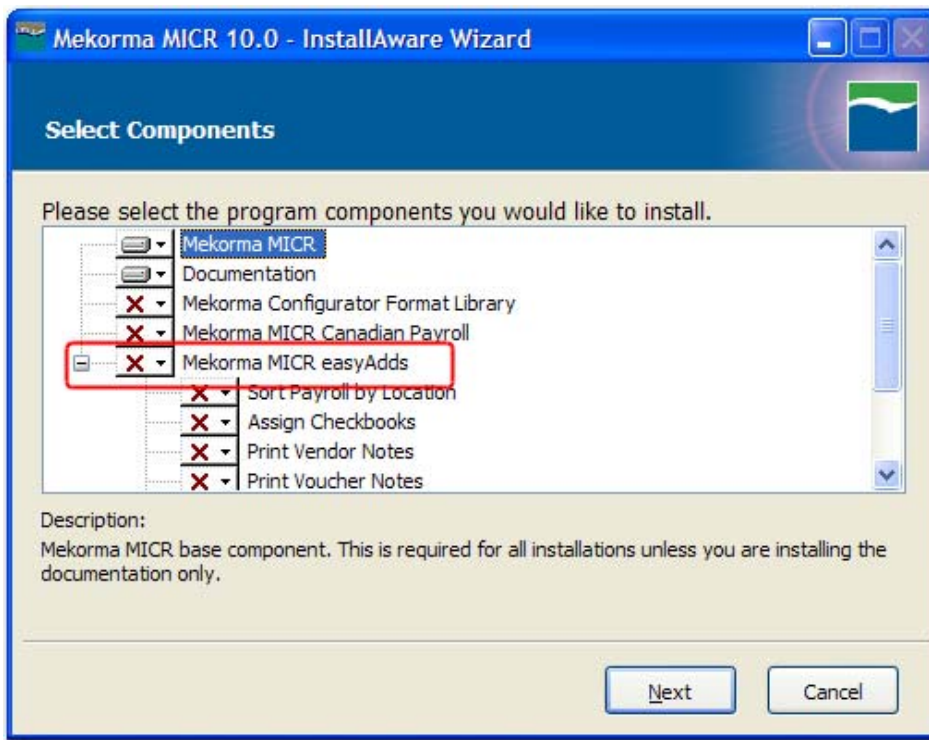 Mekorma MICR 10.0 - InstallAware Wizard
Select Components
Please select the program components you would like to install.
Mekorma MICR
Documentation
Mekorma Configurator Format Library
Mekorma MICR Canadian Payroll
Mekorma MICR easyAdds
Sort Payroll by Location
Assign Checkbooks
Print Vendor Notes
Print Voucher Notes
Description:
Mekorma MICR base component. This is required for all installations unless you are installing the
documentation only.
Next
Cancel